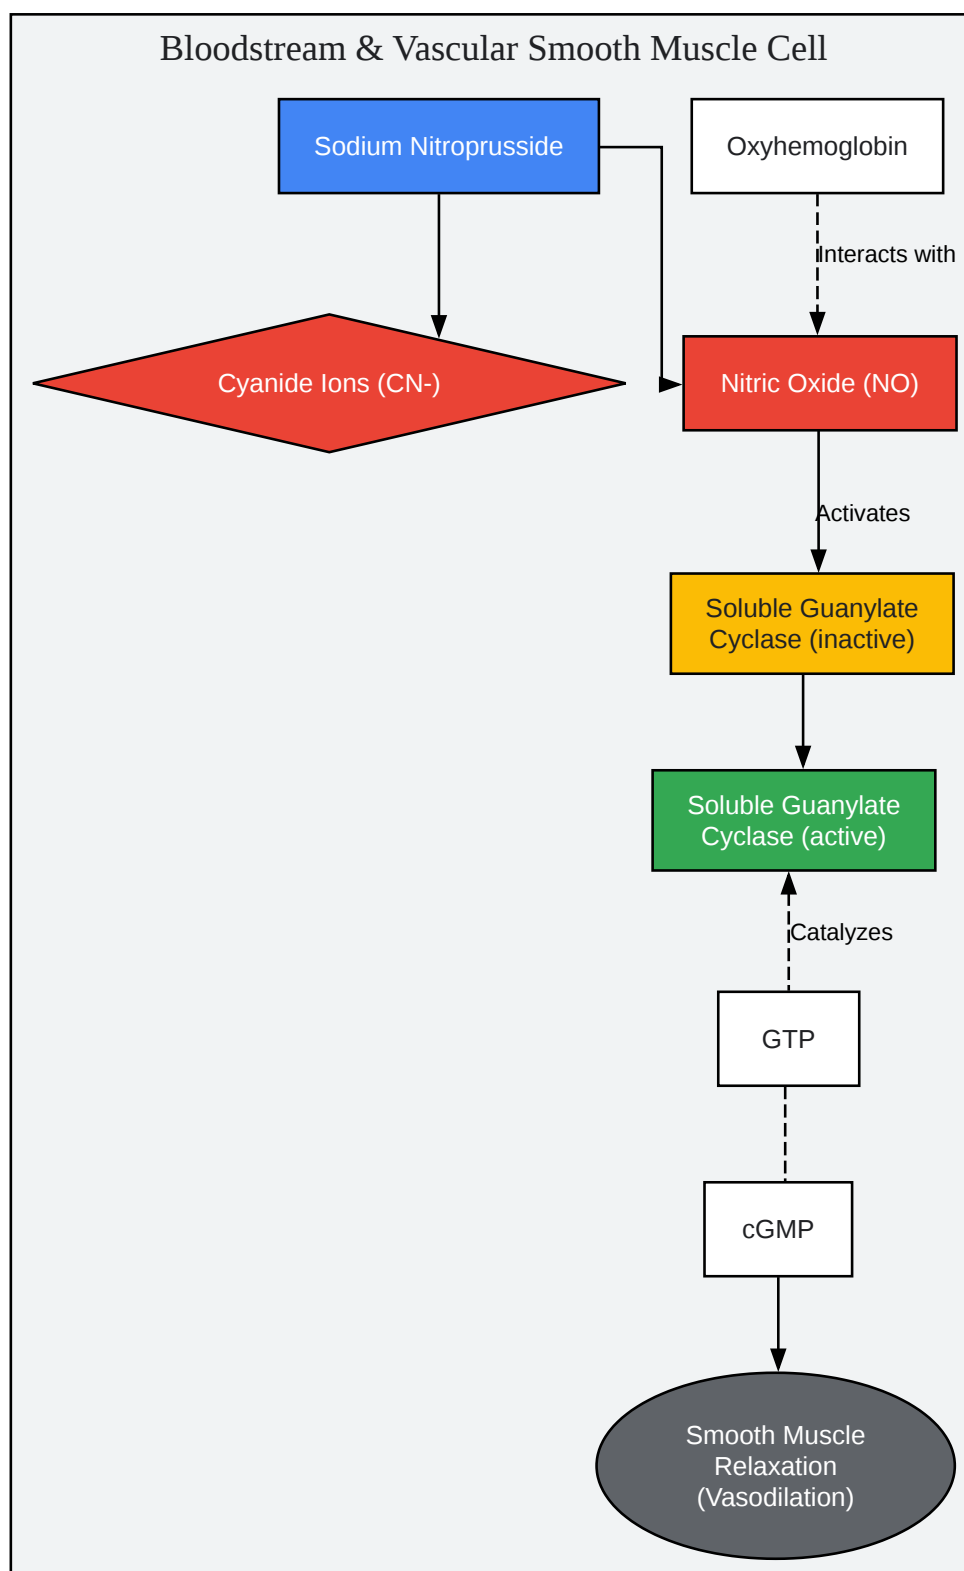 Bloodstream & Vascular Smooth Muscle Cell
Sodium Nitroprusside
Oxyhemoglobin
Interacts with
Cyanide Ions (CN-)
Nitric Oxide (NO)
Activates
Soluble Guanylate
Cyclase (inactive)
Soluble Guanylate
Cyclase (active)
Catalyzes
GTP
cGMP
Smooth Muscle
Relaxation
(Vasodilation)